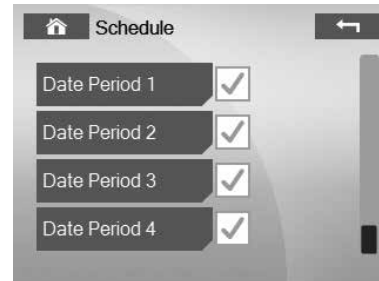 Schedule
Date Period 1
Date Period 2
Date Period 3
Date Period 4